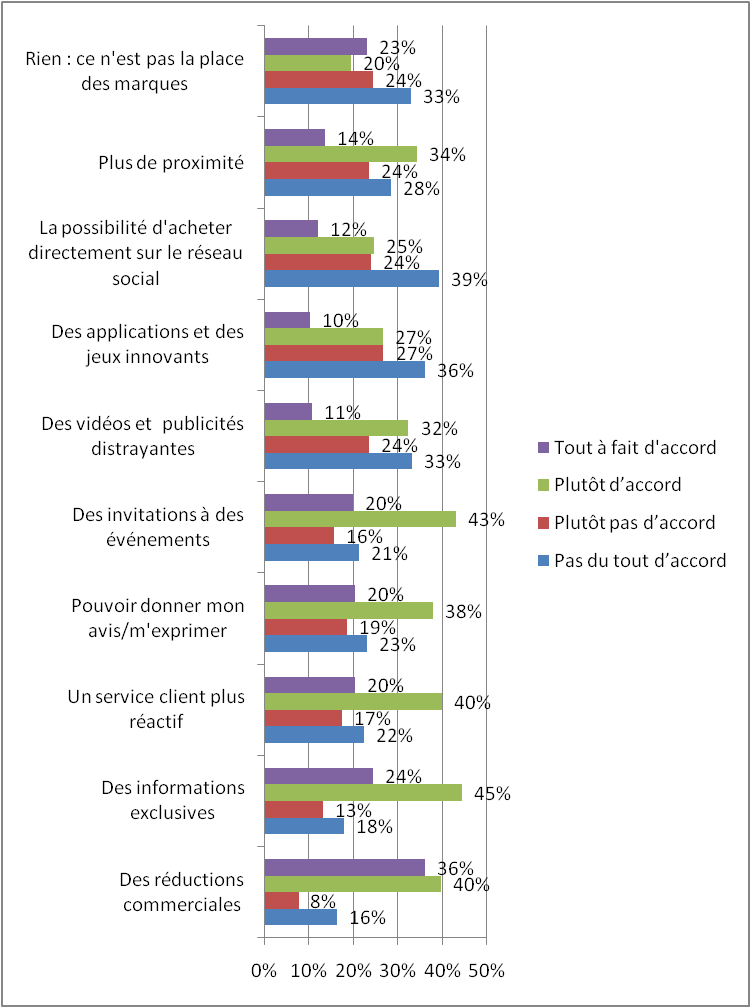 Rien : ce n'est pas la place
des marques
23%
20%
24%
33%
Plus de proximité
14%
34%
24%
28%
La possibilité d'acheter
directement sur le réseau
social
12%
25%
24%
39%
Des applications et des
jeux innovants
10%
27%
27%
36%
Des vidéos et  publicités
distrayantes
11%
32%
24%
33%
Des invitations à des
événements
20%
43%
16%
21%
Pouvoir donner mon
avis/m'exprimer
20%
38%
19%
23%
Un service client plus
réactif
20%
40%
17%
22%
Des informations
exclusives
24%
45%
13%
18%
Des réductions
commerciales
36%
40%
8%
16%
0% 10% 20% 30% 40% 50%
Tout à fait d'accord
Plutôt d’accord
Plutôt pas d’accord
Pas du tout d’accord